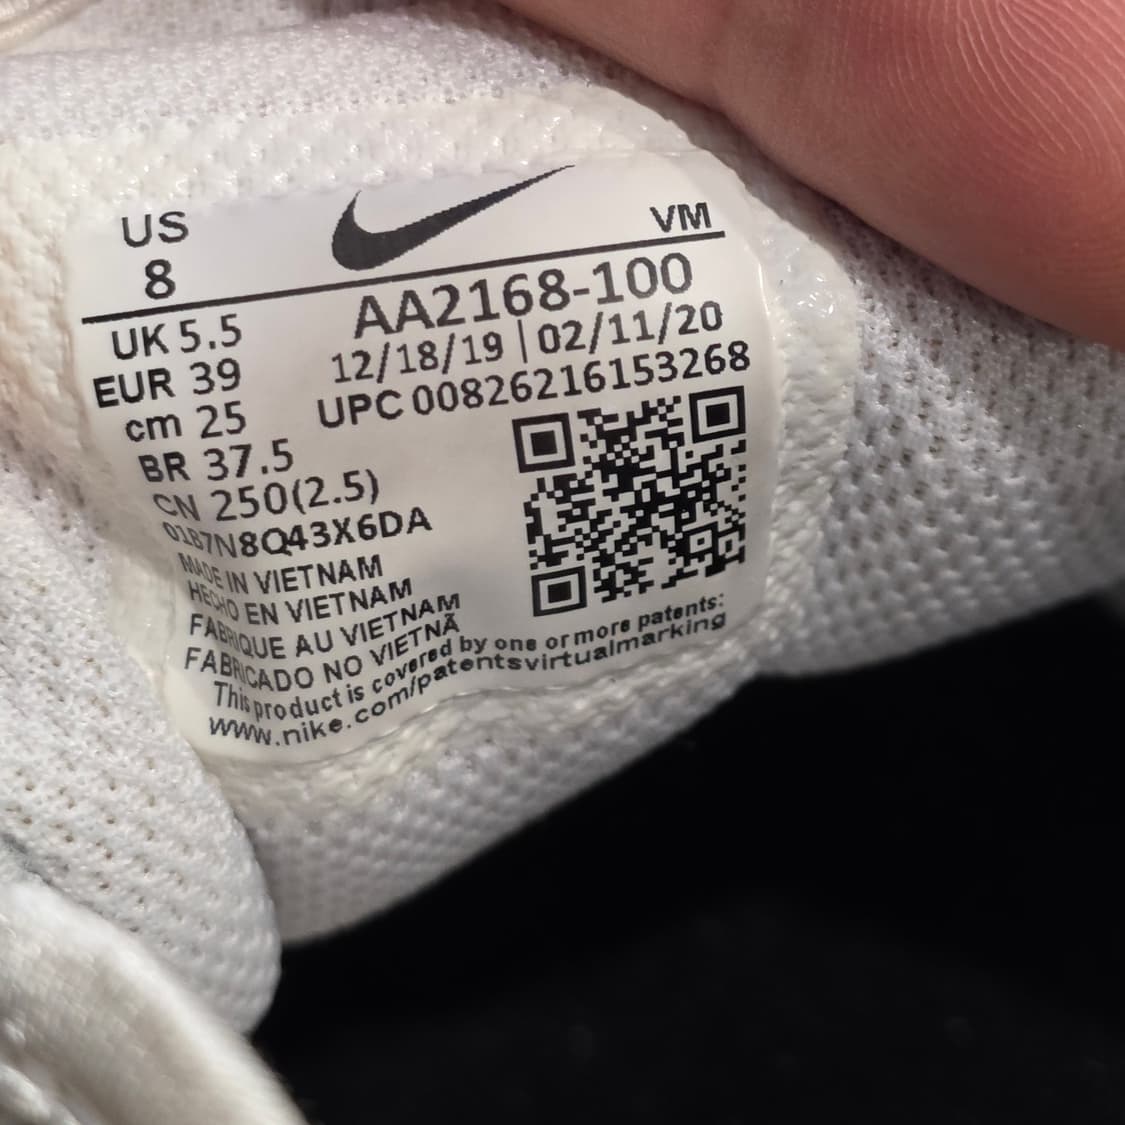 US
8
VM
AA2168-100
12/18/19 | 02/11/20
UPC 00826216153268
UK 5.5
EUR 39
cm 25
BR 37.5
CN 250(2.5)
0187N8Q43X6DA
MADE IN VIETNAM
HECHO EN VIETNAM
FABRIQUE AU VIETNAM
FABRICADO NO VIETNÃ
This product is covered by one or more patents:
www.nike.com/patentsvirtualmarking